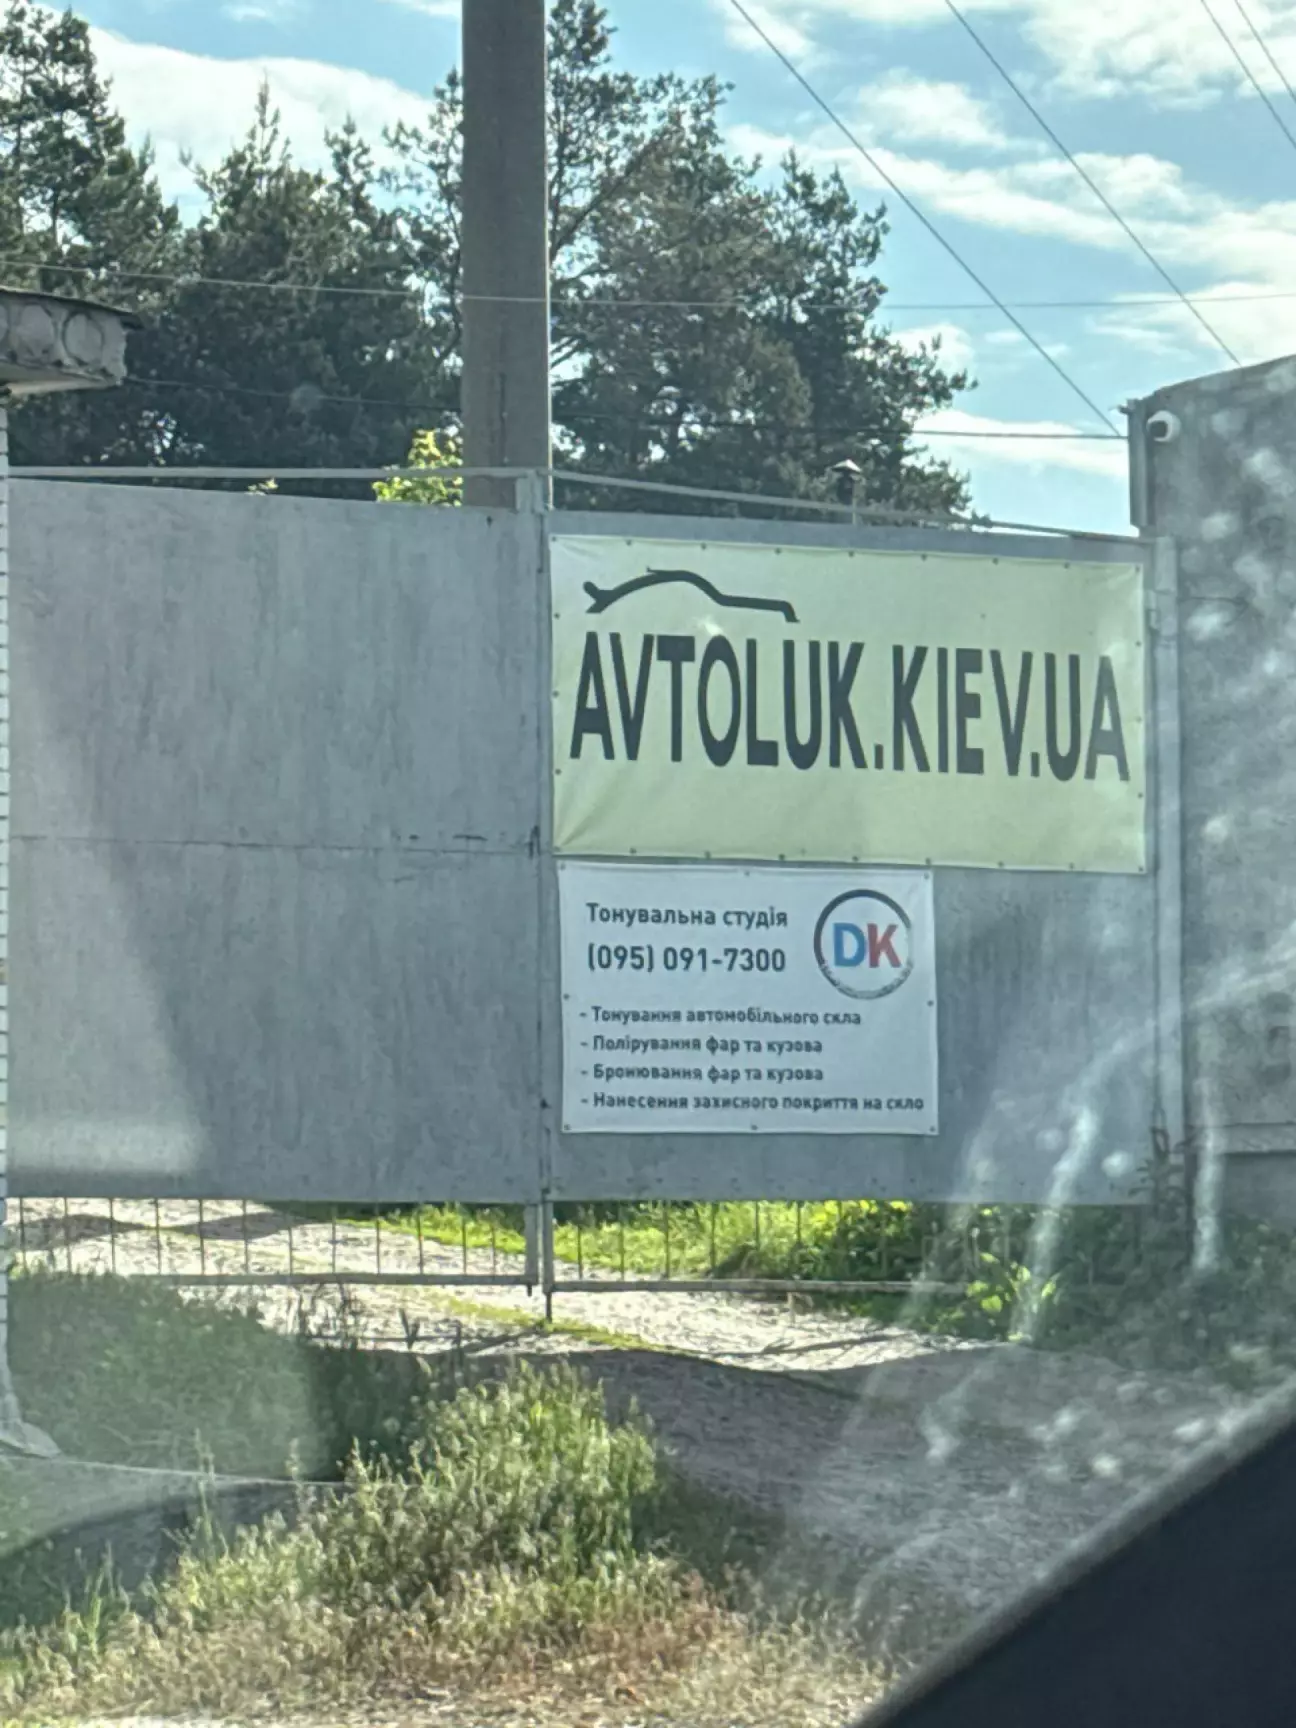 AVTOLUK.KIEV.UA
Тонувальна студія
(095) 091-7300
DK
- Тонування автомобільного скла
- Полірування фар та кузова
- Бронювання фар та кузова
- Нанесення захисного покриття на скло